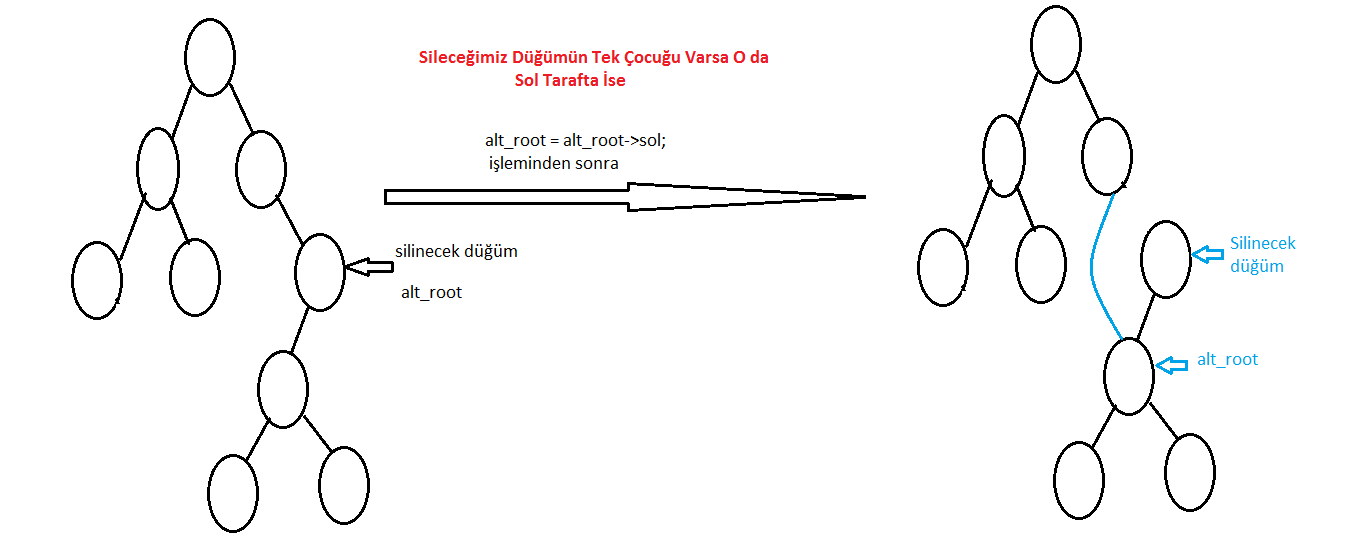 Sileceğimiz Düğümün Tek Çocuğu Varsa O da
Sol Tarafta İse
alt_root = alt_root->sol;
işleminden sonra
silinecek düğüm
alt_root
Silinecek
düğüm
alt_root